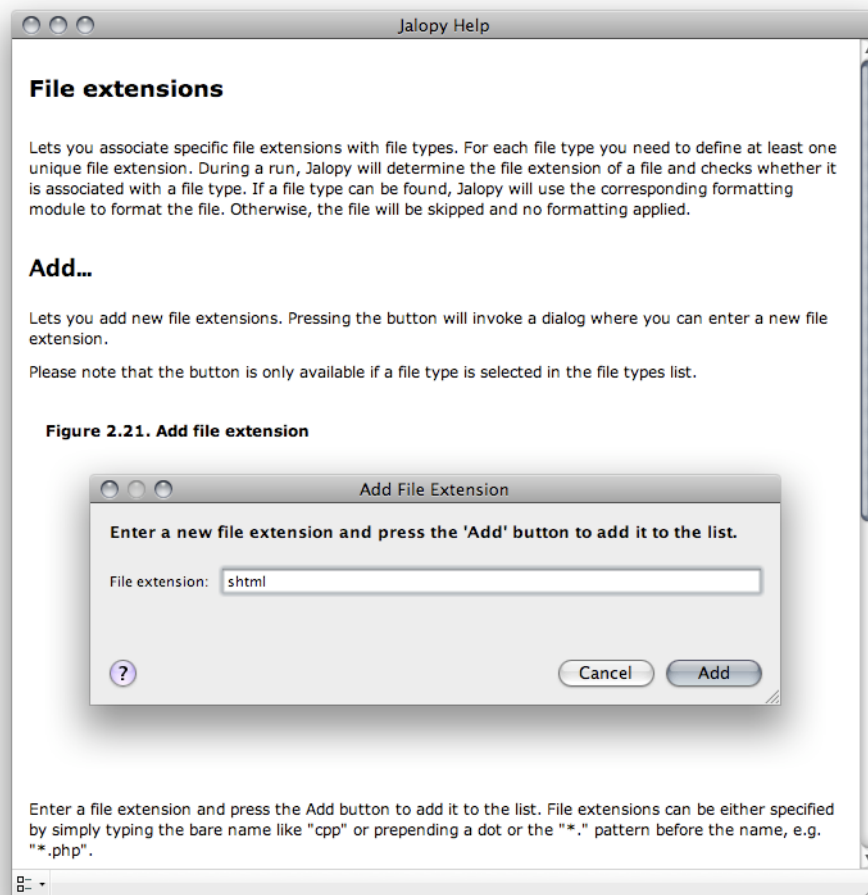 Jalopy Help
File extensions
Lets you associate specific file extensions with file types. For each file type you need to define at least one
unique file extension. During a run, Jalopy will determine the file extension of a file and checks whether it
is associated with a file type. If a file type can be found, Jalopy will use the corresponding formatting
module to format the file. Otherwise, the file will be skipped and no formatting applied.
Add...
Lets you add new file extensions. Pressing the button will invoke a dialog where you can enter a new file
extension.
Please note that the button is only available if a file type is selected in the file types list.
Figure 2.21. Add file extension
Add File Extension
Enter a new file extension and press the 'Add' button to add it to the list.
File extension: shtml
? Cancel Add
Enter a file extension and press the Add button to add it to the list. File extensions can be either specified
by simply typing the bare name like "cpp" or prepending a dot or the "*." pattern before the name, e.g.
"*.php".